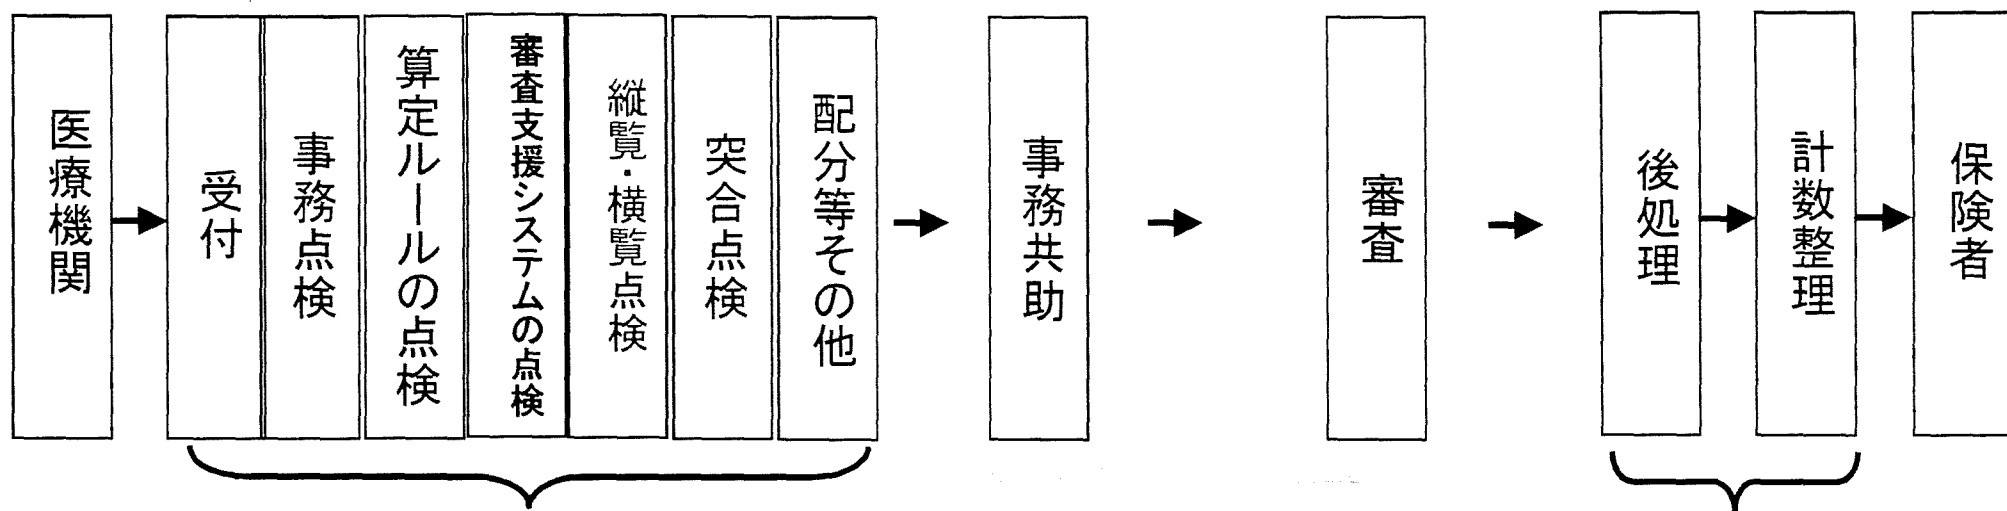 医療機関
受付
事務点検
算定ルールの点検
審査支援システムの点検
縦覧・横覧点検
突合点検
配分等その他
事務共助
審査
後処理
計数整理
保険者